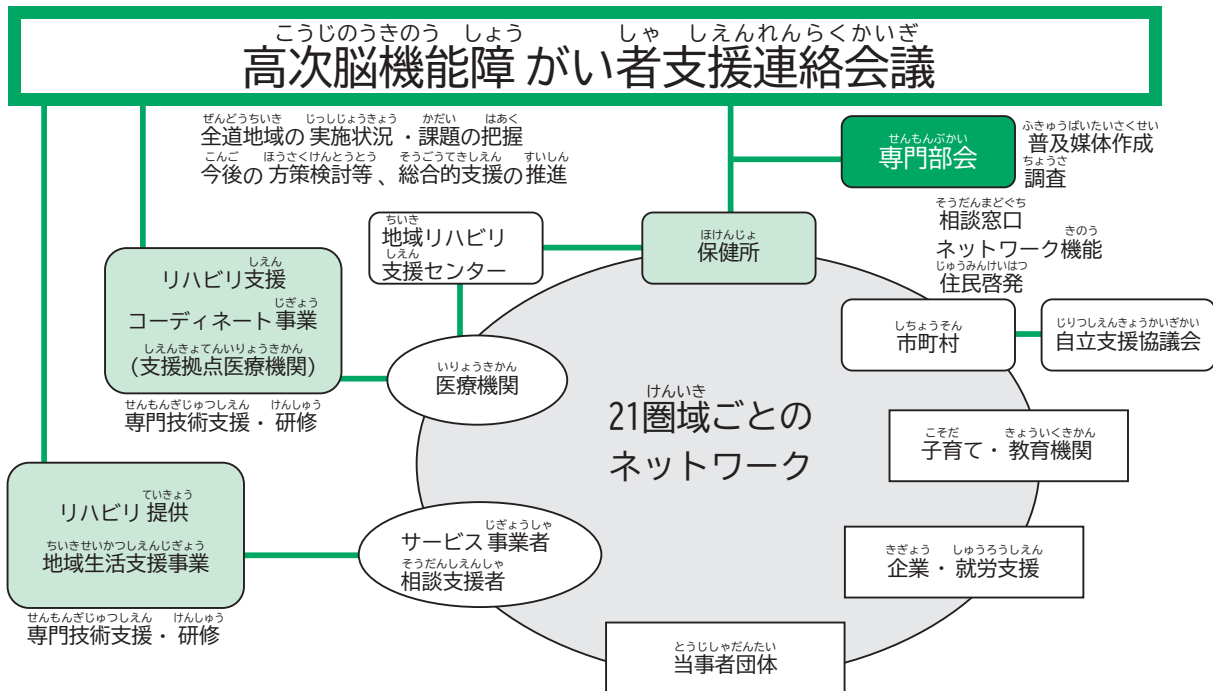 こうじのうきのう しょう しゃ しえんれんらくかいぎ
高次脳機能障がい者支援連絡会議
ぜんどうちいき じっしじょうきょう かだい はあく
全道地域の実施状況・課題の把握
こんご ほうさくけんとうとう そうごうてきしえん すいしん
今後の方策検討等、総合的支援の推進
せんもんぶかい
専門部会
ふきゅうばいたいさくせい
普及媒体作成
ちょうさ
調査
ちいき
地域リハビリ
しえん
支援センター
ほけんじょ
保健所
そうだんまどぐち
相談窓口
きのう
ネットワーク機能
じゅうみんけいはつ
住民啓発
しえん
リハビリ支援
じぎょう
コーディネート事業
しえんきょてんいりょうきかん
(支援拠点医療機関)
せんもんぎじゅつしえん けんしゅう
専門技術支援・研修
いりょうきかん
医療機関
しちょうそん
市町村
じりつしえんきょうかいぎかい
自立支援協議会
けんいき
21圏域ごとの
ネットワーク
こそだ きょういくきかん
子育て・教育機関
ていきょう
リハビリ提供
ちいきせいかつしえんじぎょう
地域生活支援事業
せんもんぎじゅつしえん けんしゅう
専門技術支援・研修
じぎょうしゃ
サービス事業者
そうだんしえんしゃ
相談支援者
きぎょう しゅうろうしえん
企業・就労支援
とうじしゃだんたい
当事者団体